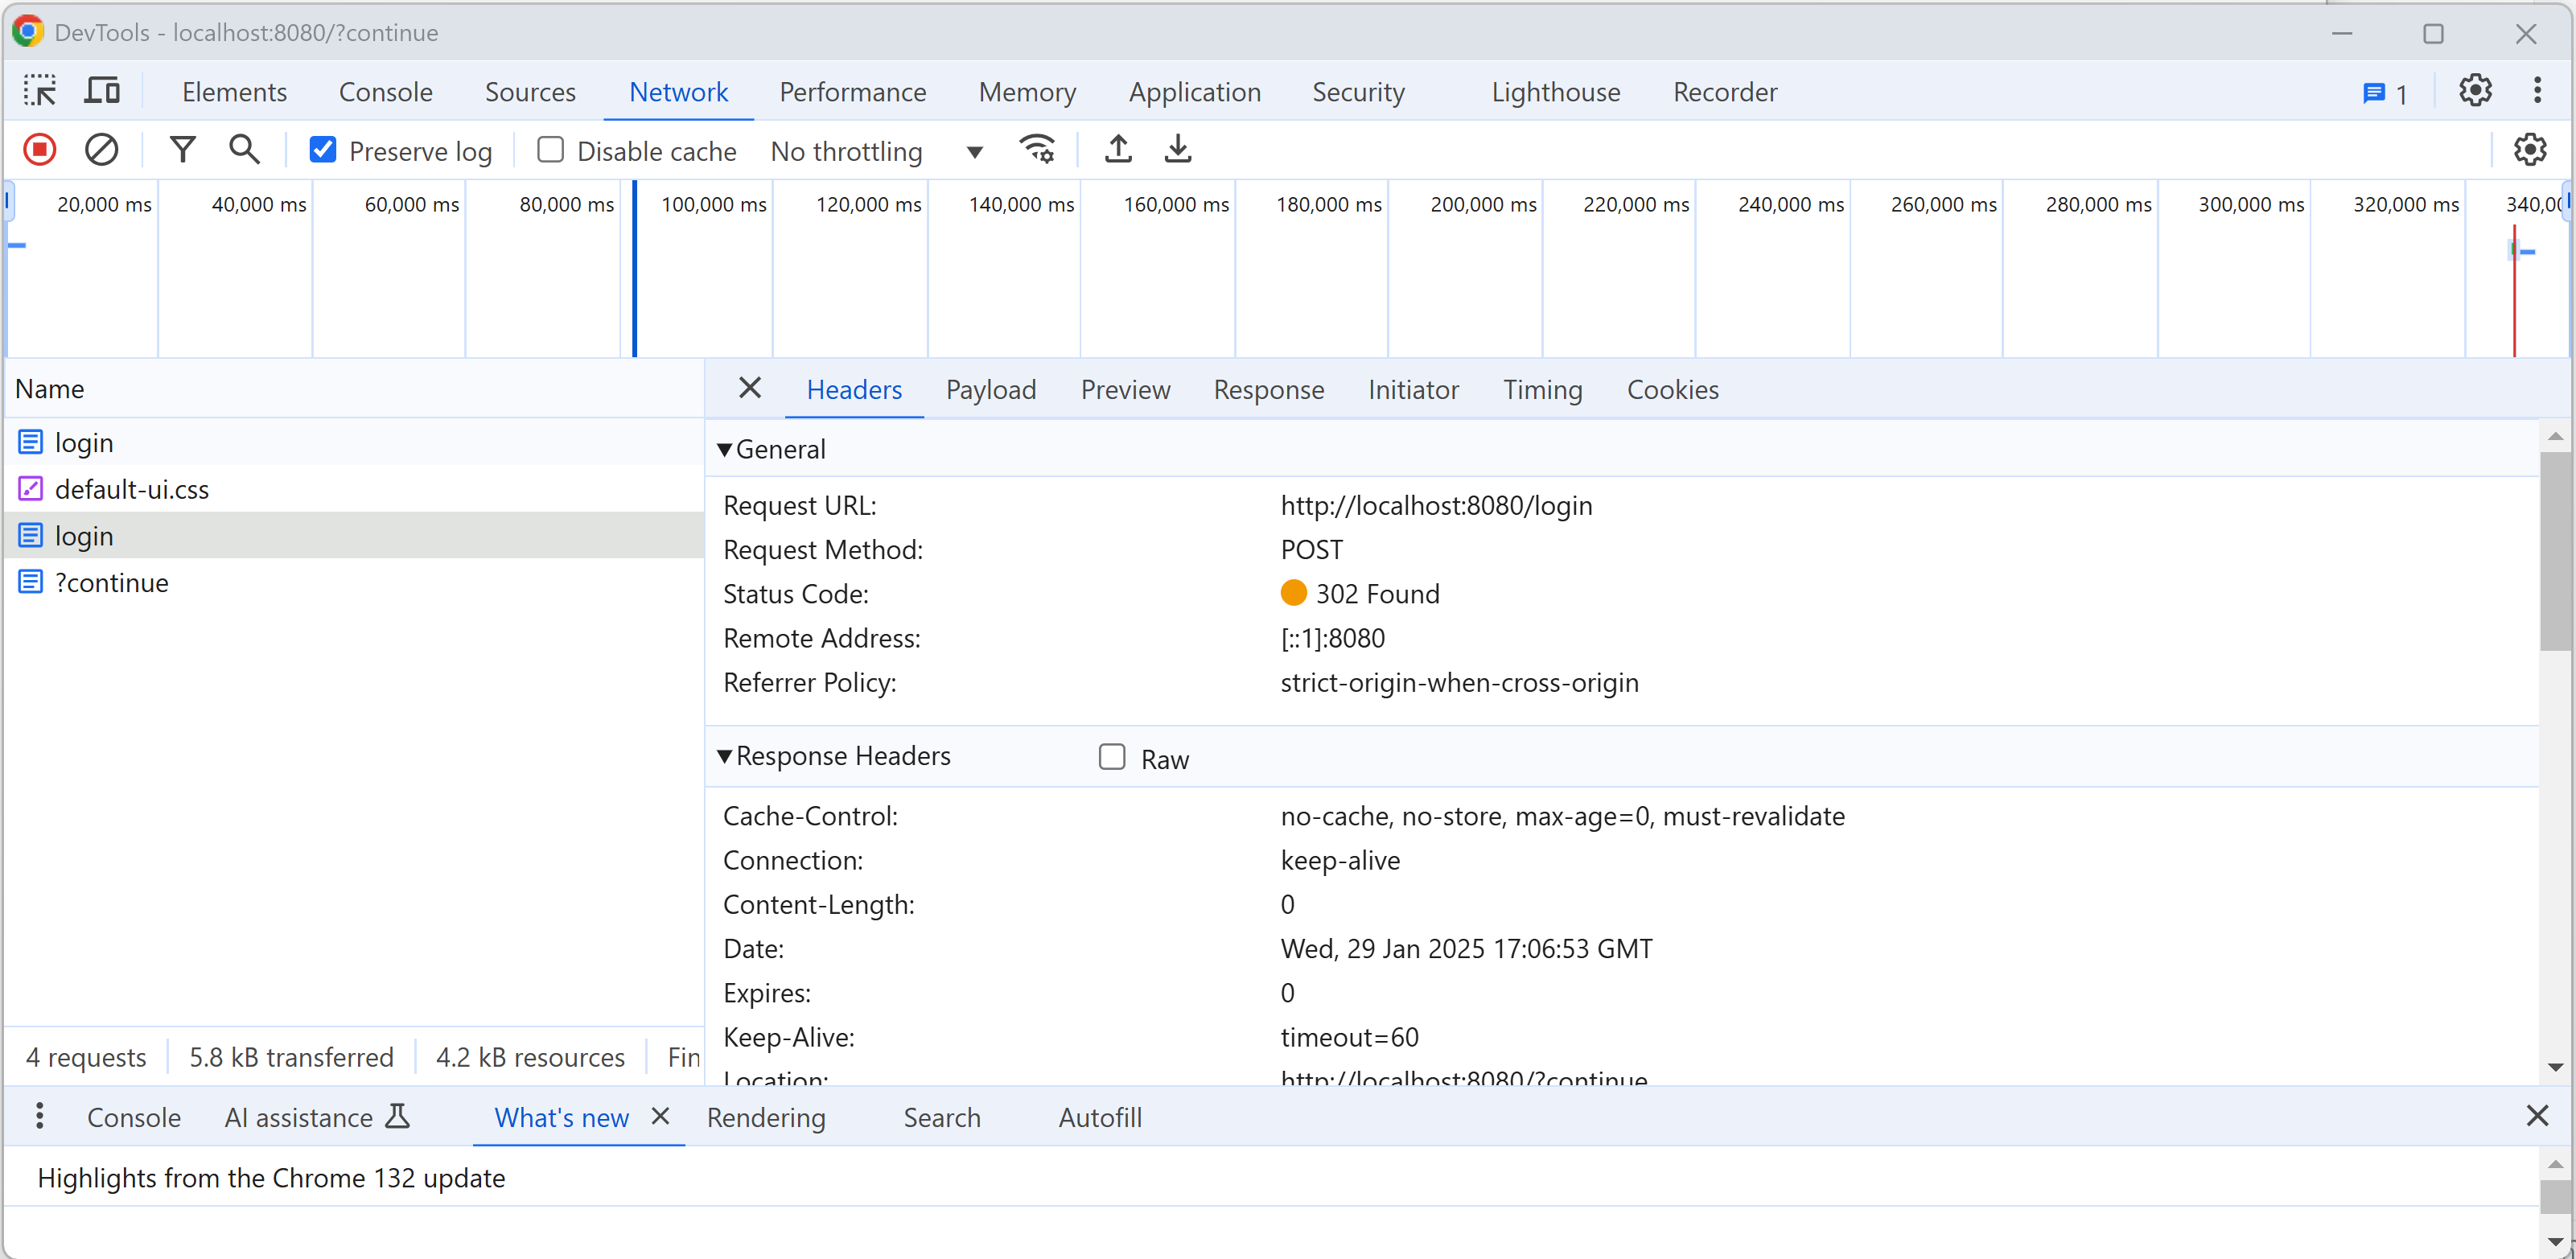 DevTools - localhost:8080/?continue
Elements Console Sources Network Performance Memory Application Security Lighthouse Recorder 1
Preserve log Disable cache No throttling
20,000 ms 40,000 ms 60,000 ms 80,000 ms 100,000 ms 120,000 ms 140,000 ms 160,000 ms 180,000 ms 200,000 ms 220,000 ms 240,000 ms 260,000 ms 280,000 ms 300,000 ms 320,000 ms 340,00
Name
login
default-ui.css
login
?continue
4 requests 5.8 kB transferred 4.2 kB resources Fin
Headers Payload Preview Response Initiator Timing Cookies
General
Request URL: http://localhost:8080/login
Request Method: POST
Status Code: 302 Found
Remote Address: [::1]:8080
Referrer Policy: strict-origin-when-cross-origin
Response Headers Raw
Cache-Control: no-cache, no-store, max-age=0, must-revalidate
Connection: keep-alive
Content-Length: 0
Date: Wed, 29 Jan 2025 17:06:53 GMT
Expires: 0
Keep-Alive: timeout=60
Location: http://localhost:8080/?continue
Console AI assistance What's new Rendering Search Autofill
Highlights from the Chrome 132 update